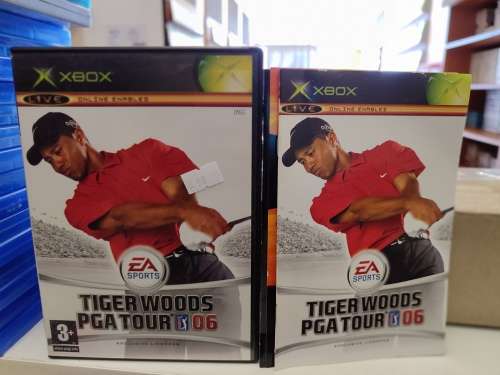 XBOX
LIVE ONLINE ENABLED
EA
SPORTS
TIGER WOODS
PGA TOUR 06
3+
XBOX
LIVE ONLINE ENABLED
EA
SPORTS
TIGER WOODS
PGA TOUR 06